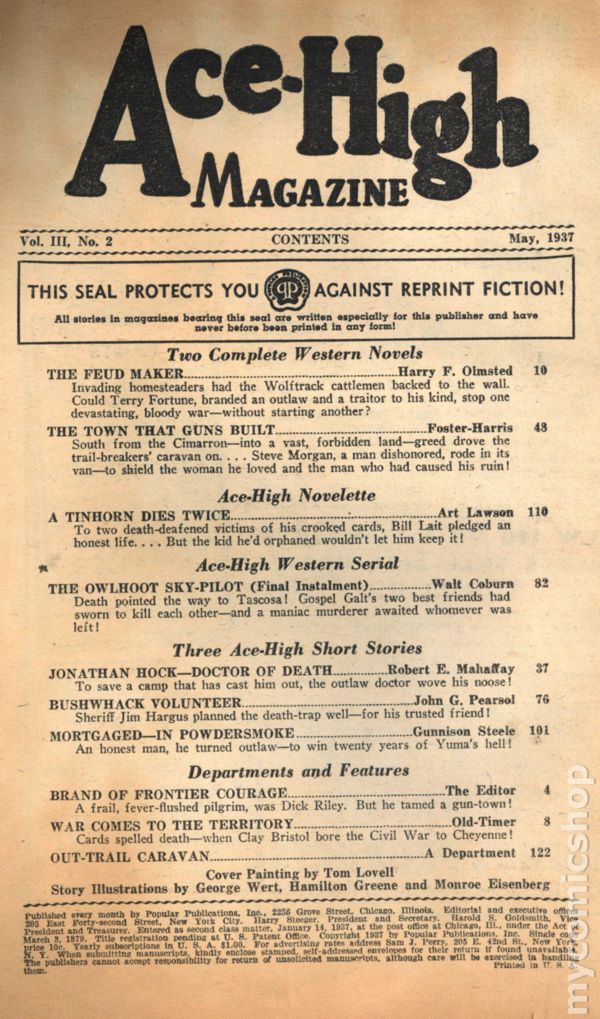 Ace-High
MAGAZINE
Vol. III, No. 2 CONTENTS May, 1937
THIS SEAL PROTECTS YOU AGAINST REPRINT FICTION!
All stories in magazines bearing this seal are written especially for this publisher and have
never before been printed in any form!
Two Complete Western Novels
THE FEUD MAKER....Harry F. Olmsted 10
Invading homesteaders had the Wolftrack cattlemen backed to the wall.
Could Terry Fortune, branded an outlaw and a traitor to his kind, stop one
devastating, bloody war—without starting another?
THE TOWN THAT GUNS BUILT....Foster-Harris 48
South from the Cimarron—into a vast, forbidden land—greed drove the
trail-breakers' caravan on. . . . Steve Morgan, a man dishonored, rode in its
van—to shield the woman he loved and the man who had caused his ruin!
Ace-High Novelette
A TINHORN DIES TWICE....Art Lawson 110
To two death-deafened victims of his crooked cards, Bill Lait pledged an
honest life. . . . But the kid he'd orphaned wouldn't let him keep it!
Ace-High Western Serial
THE OWLHOOT SKY-PILOT (Final Instalment)....Walt Coburn 82
Death pointed the way to Tascosa! Gospel Galt's two best friends had
sworn to kill each other—and a maniac murderer awaited whomever was
left!
Three Ace-High Short Stories
JONATHAN HOCK—DOCTOR OF DEATH....Robert E. Mahaffay 37
To save a camp that has cast him out, the outlaw doctor wove his noose!
BUSHWHACK VOLUNTEER....John G. Pearsol 76
Sheriff Jim Hargus planned the death-trap well—for his trusted friend!
MORTGAGED—IN POWDERSMOKE....Gunnison Steele 101
An honest man, he turned outlaw—to win twenty years of Yuma's hell!
Departments and Features
BRAND OF FRONTIER COURAGE....The Editor 4
A frail, fever-flushed pilgrim, was Dick Riley. But he tamed a gun-town!
WAR COMES TO THE TERRITORY....Old-Timer 8
Cards spelled death—when Clay Bristol bore the Civil War to Cheyenne!
OUT-TRAIL CARAVAN....A Department 122
Cover Painting by Tom Lovell
Story Illustrations by George Wert, Hamilton Greene and Monroe Eisenberg
Published every month by Popular Publications, Inc., 2256 Grove Street, Chicago, Illinois. Editorial and executive offices
205 East Forty-second Street, New York City. Harry Steeger, President and Secretary. Harold S. Goldsmith, Vice
President and Treasurer. Entered as second class matter, January 14, 1937, at the post office at Chicago, Ill., under the Act
March 3, 1879. Title registration pending at U. S. Patent Office. Copyright 1937 by Popular Publications, Inc. Single copy
price 10c. Yearly subscriptions in U. S. A. $1.00. For advertising rates address Sam J. Perry, 205 E. 42nd St., New York,
N. Y. When submitting manuscripts, kindly enclose stamped, self-addressed envelopes for their return if found unavailable.
The publishers cannot accept responsibility for return of unsolicited manuscripts, although care will be exercised in handling
them. Printed in U. S.
mycomicshop